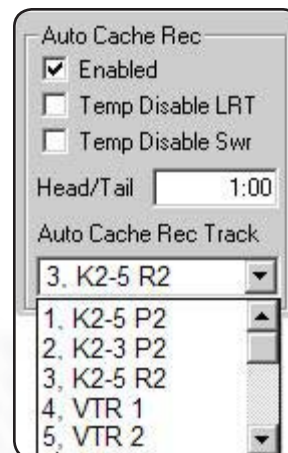 Auto Cache Rec
Enabled
Temp Disable LRT
Temp Disable Swr
Head/Tail 1:00
Auto Cache Rec Track
3, K2-5 R2
1, K2-5 P2
2, K2-3 P2
3, K2-5 R2
4, VTR 1
5, VTR 2